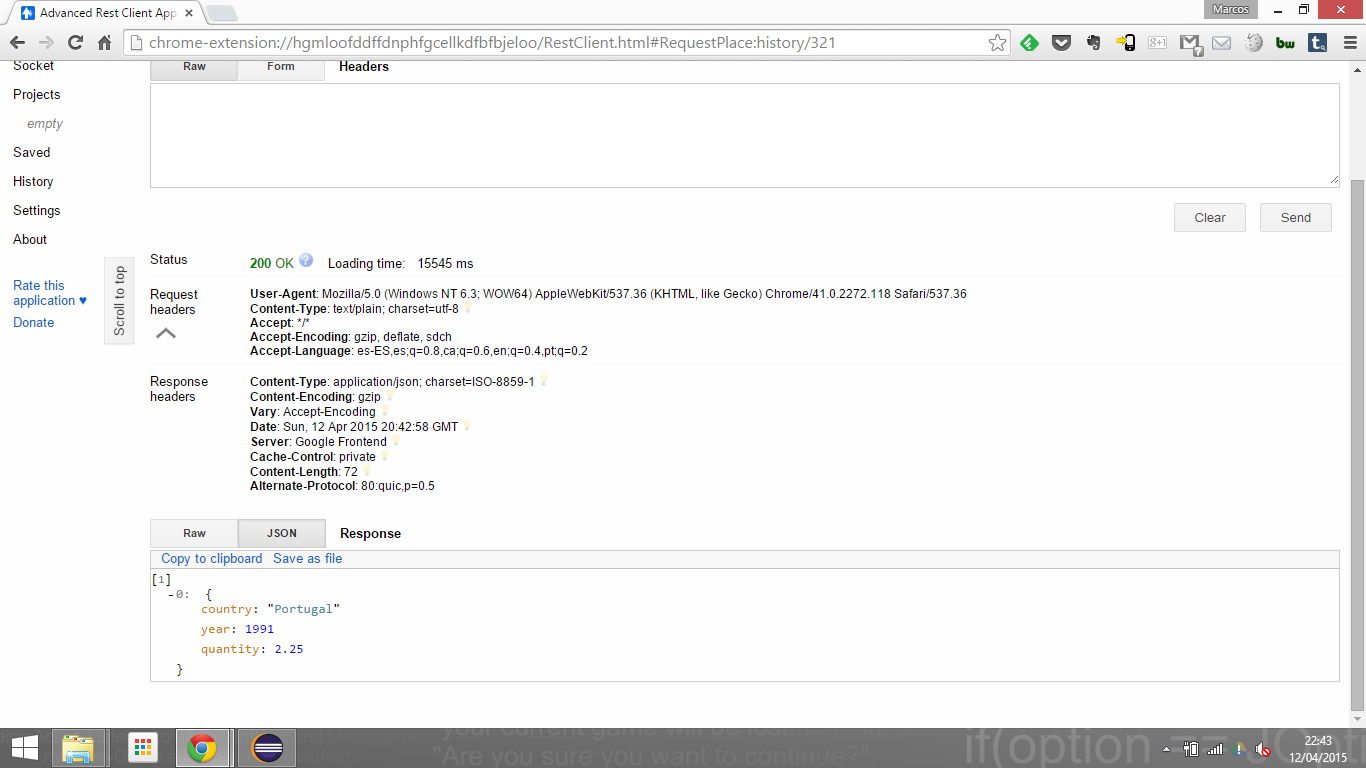 Advanced Rest Client App
Marcos
chrome-extension://hgmloofddffdnphfgcellkdfbfbjeloo/RestClient.html#RequestPlace:history/321
Socket
Projects
empty
Saved
History
Settings
About
Rate this
application ♥
Donate
Scroll to top
Raw Form Headers
Clear Send
Status 200 OK Loading time: 15545 ms
Request
headers
User-Agent: Mozilla/5.0 (Windows NT 6.3; WOW64) AppleWebKit/537.36 (KHTML, like Gecko) Chrome/41.0.2272.118 Safari/537.36
Content-Type: text/plain; charset=utf-8
Accept: */*
Accept-Encoding: gzip, deflate, sdch
Accept-Language: es-ES,es;q=0.8,ca;q=0.6,en;q=0.4,pt;q=0.2
Response
headers
Content-Type: application/json; charset=ISO-8859-1
Content-Encoding: gzip
Vary: Accept-Encoding
Date: Sun, 12 Apr 2015 20:42:58 GMT
Server: Google Frontend
Cache-Control: private
Content-Length: 72
Alternate-Protocol: 80:quic,p=0.5
Raw JSON Response
Copy to clipboard Save as file
[1]
-0: {
country: "Portugal"
year: 1991
quantity: 2.25
}
your current game will be
"Are you sure you want to continue?"
if(option == JOpti
22:43
12/04/2015